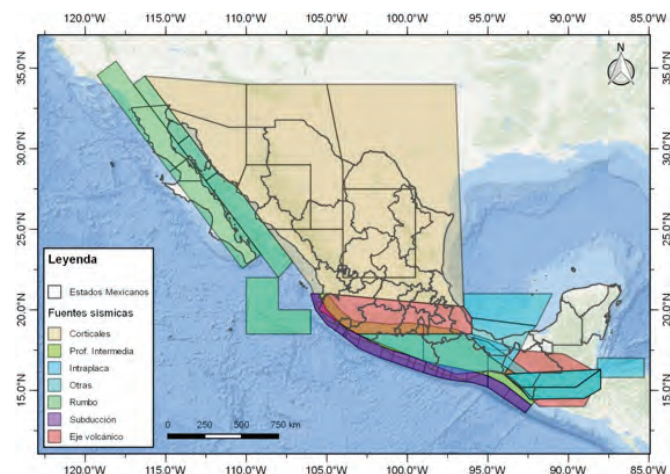 120.0°W 115.0°W 110.0°W 105.0°W 100.0°W 95.0°W 90.0°W 85.0°W
N
35.0°N 35.0°N
30.0°N 30.0°N
25.0°N 25.0°N
Leyenda
Estados Mexicanos
Fuentes sísmicas
Corticales
Prof. Intermedia
Intraplaca
Otras
Rumbo
Subducción
Eje volcánico
20.0°N 20.0°N
15.0°N 15.0°N
0 250 500 750 km
120.0°W 115.0°W 110.0°W 105.0°W 100.0°W 95.0°W 90.0°W 85.0°W